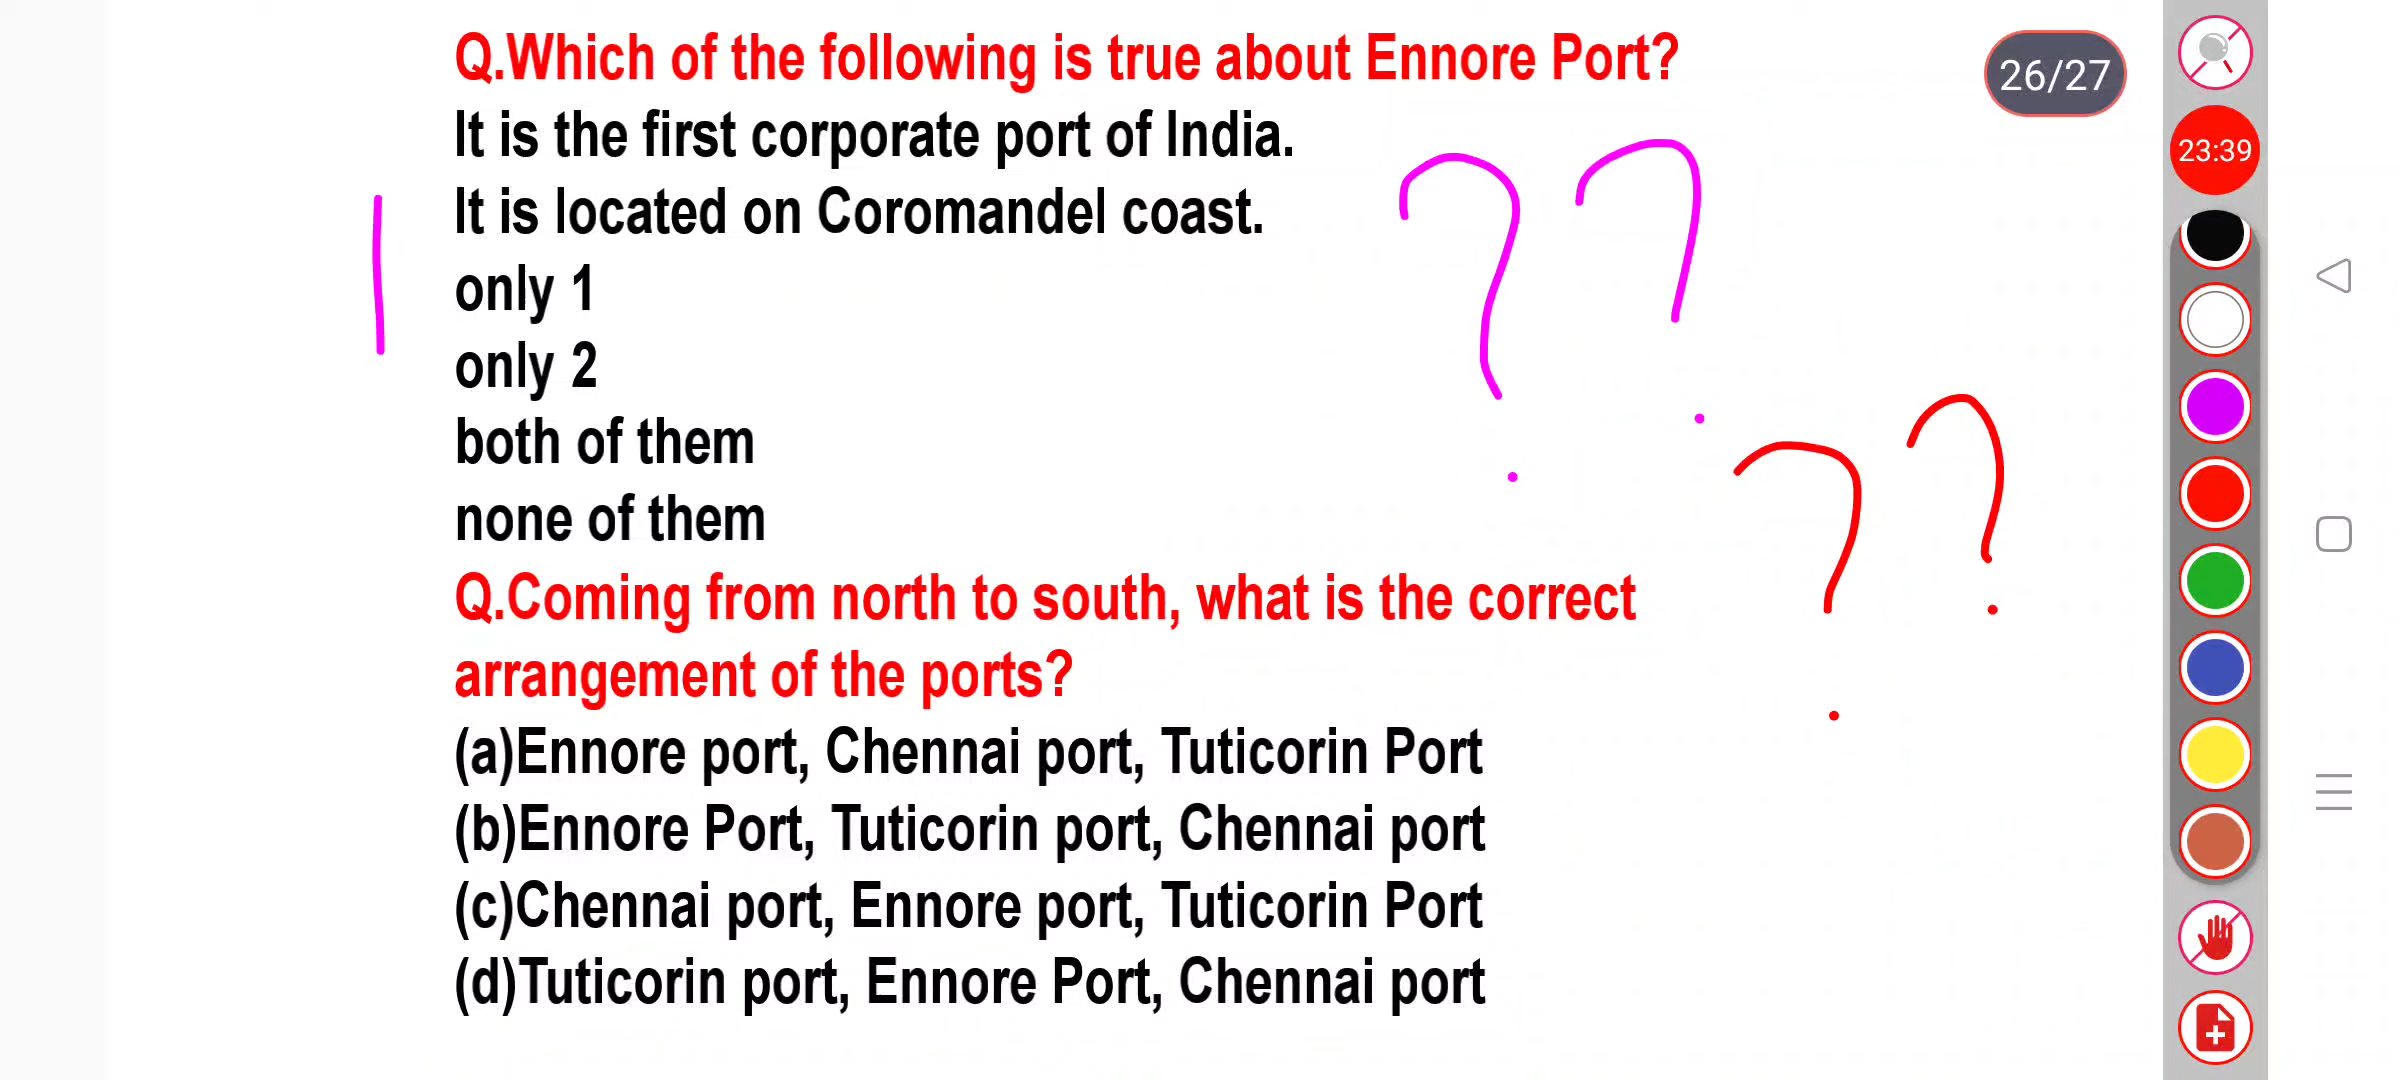 Q.Which of the following is true about Ennore Port?
It is the first corporate port of India.
It is located on Coromandel coast.
only 1
only 2
both of them
none of them
Q.Coming from north to south, what is the correct
arrangement of the ports?
(a)Ennore port, Chennai port, Tuticorin Port
(b)Ennore Port, Tuticorin port, Chennai port
(c)Chennai port, Ennore port, Tuticorin Port
(d)Tuticorin port, Ennore Port, Chennai port
? ?
? ?
26/27
23:39